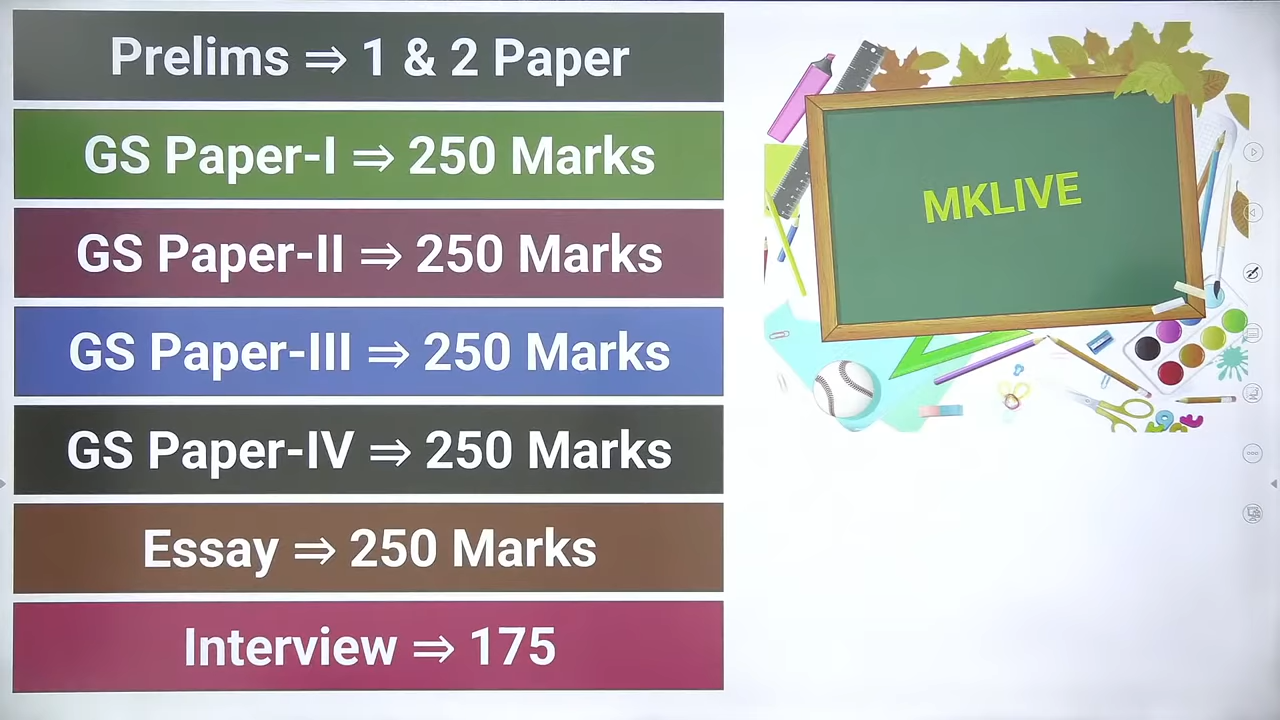 Prelims ⇒ 1 & 2 Paper
GS Paper-I ⇒ 250 Marks
GS Paper-II ⇒ 250 Marks
GS Paper-III ⇒ 250 Marks
GS Paper-IV ⇒ 250 Marks
Essay ⇒ 250 Marks
Interview ⇒ 175
MKLIVE